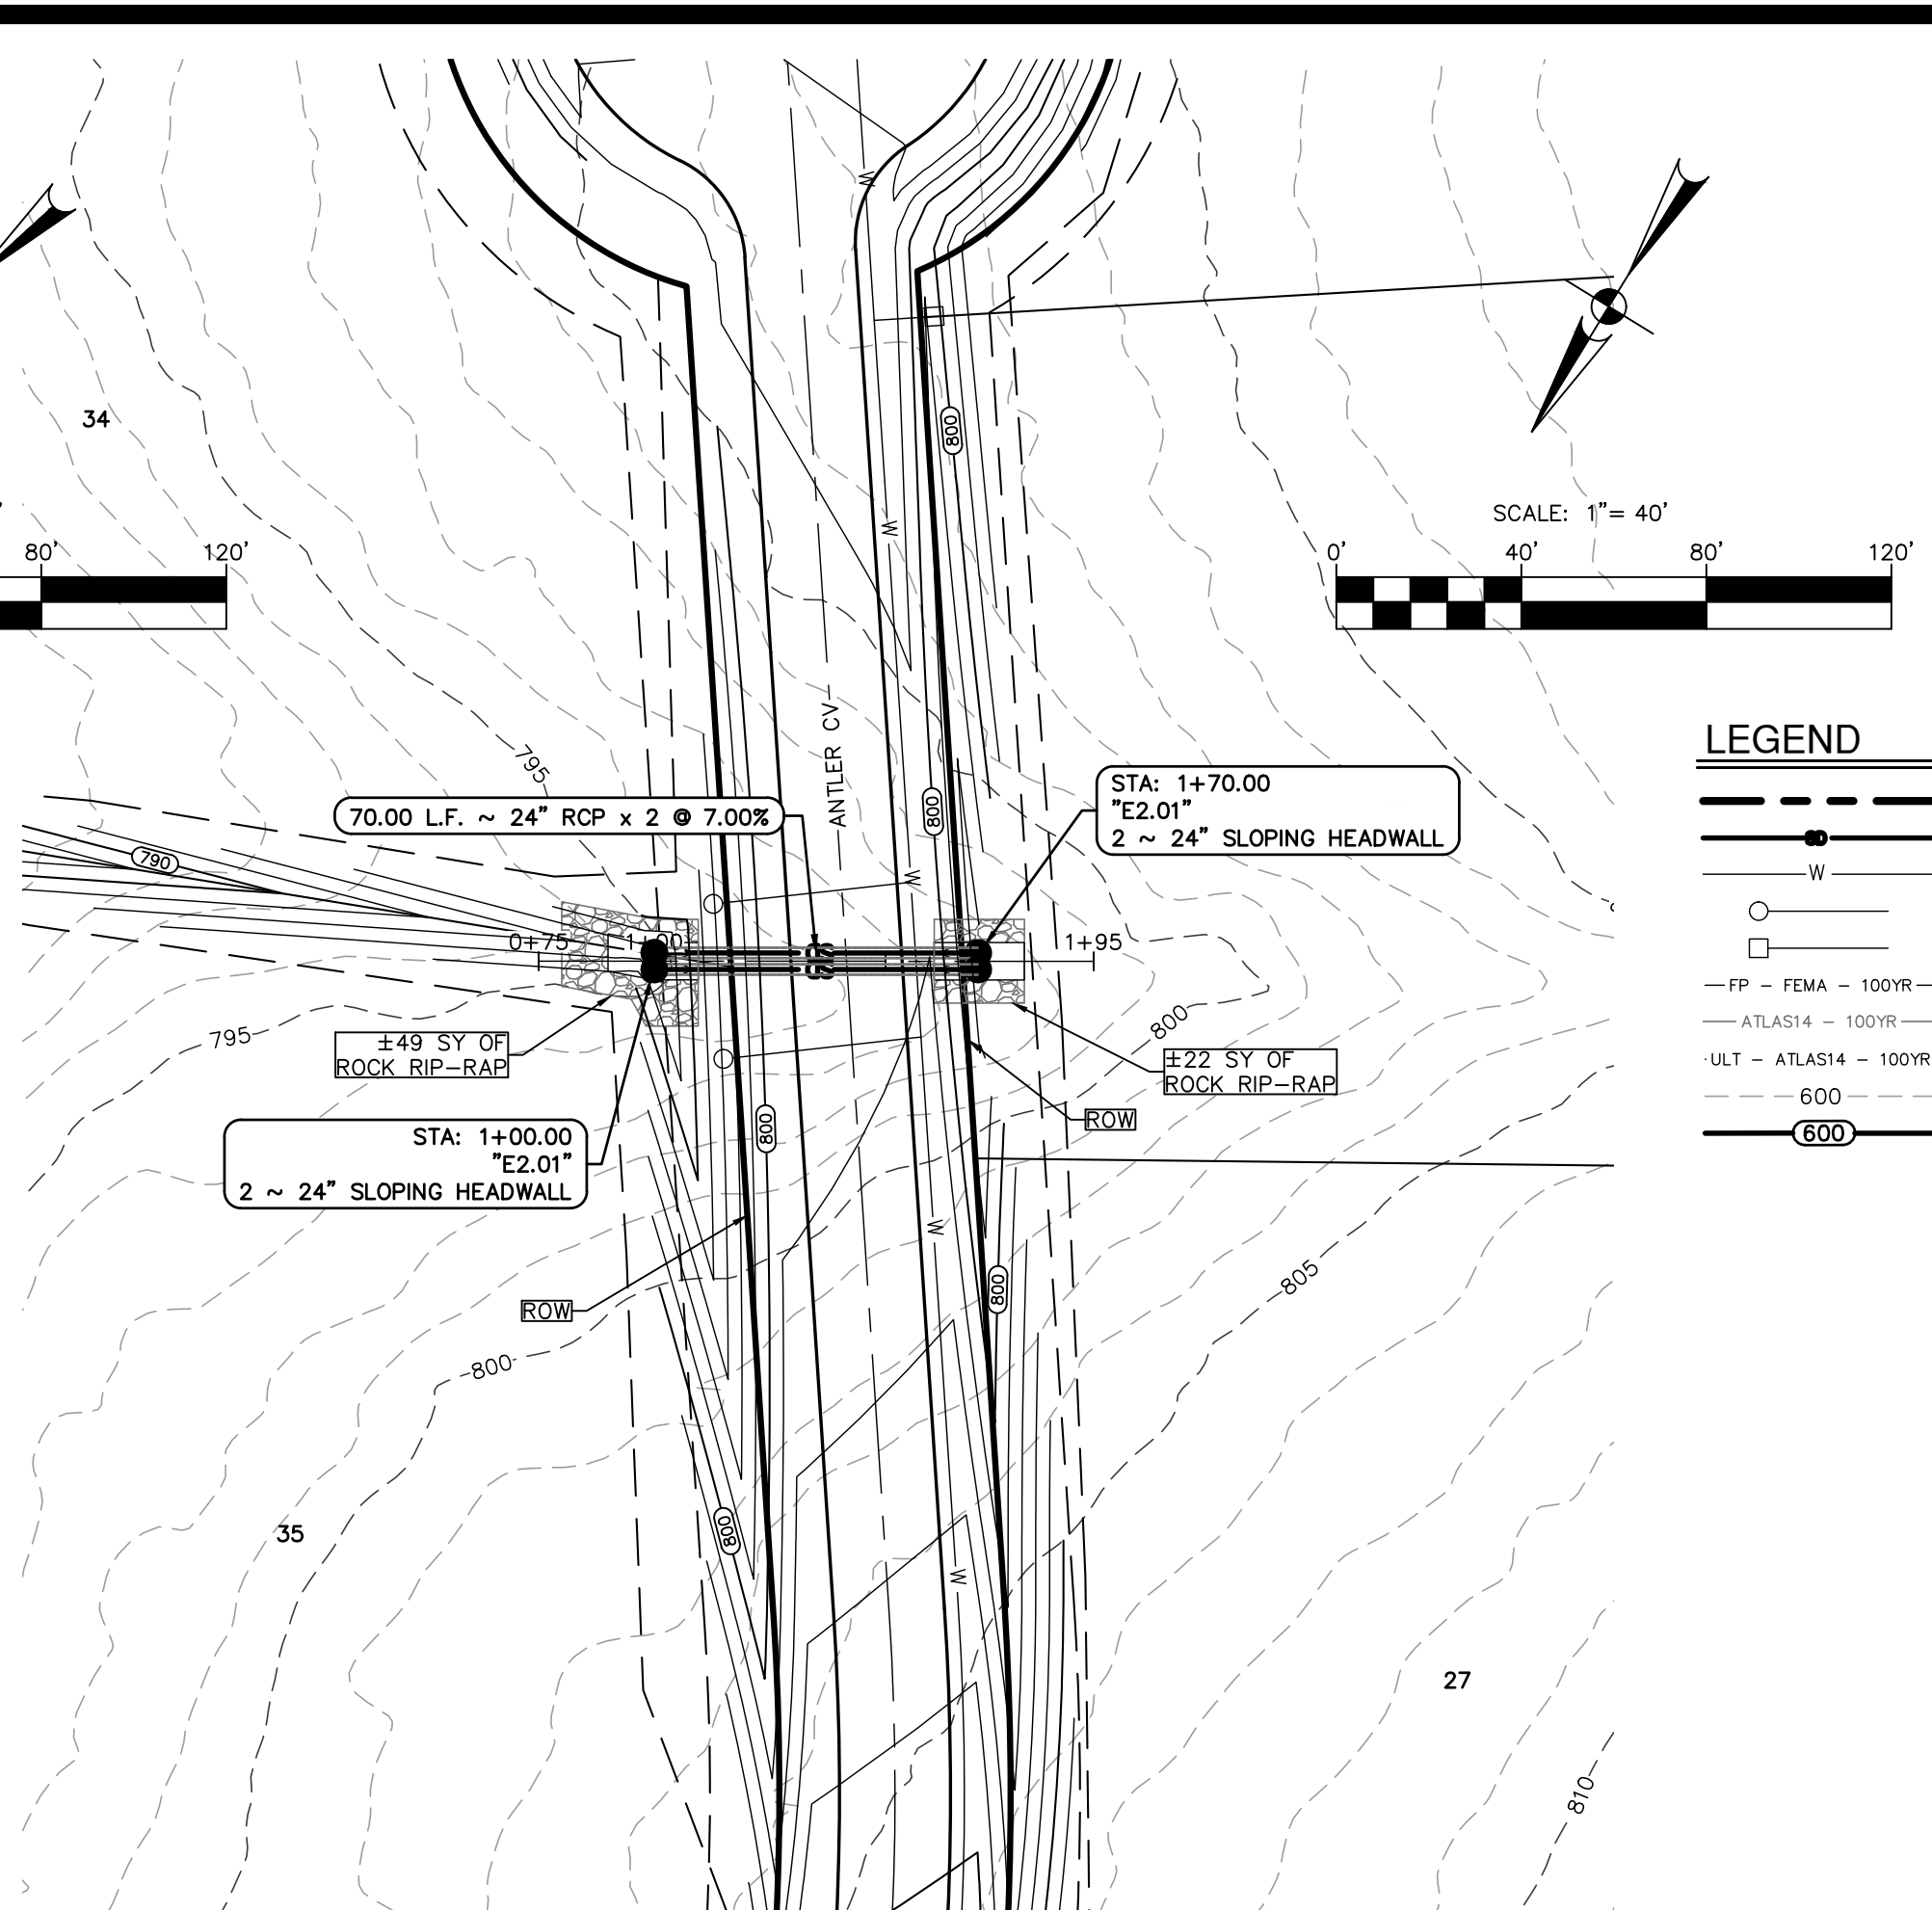 34
80'
120'
SCALE: 1"= 40'
0'
40'
80'
120'
W
800
W
ANTLER CV
795
800
70.00 L.F. ~ 24" RCP x 2 @ 7.00%
STA: 1+70.00
"E2.01"
2 ~ 24" SLOPING HEADWALL
LEGEND
W
FP - FEMA - 100YR
ATLAS14 - 100YR
ULT - ATLAS14 - 100YR
600
600
790
W
0+75
1+00
1+95
795
±49 SY OF
ROCK RIP-RAP
800
±22 SY OF
ROCK RIP-RAP
ROW
800
STA: 1+00.00
"E2.01"
2 ~ 24" SLOPING HEADWALL
W
800
805
ROW
800
35
800
W
27
810